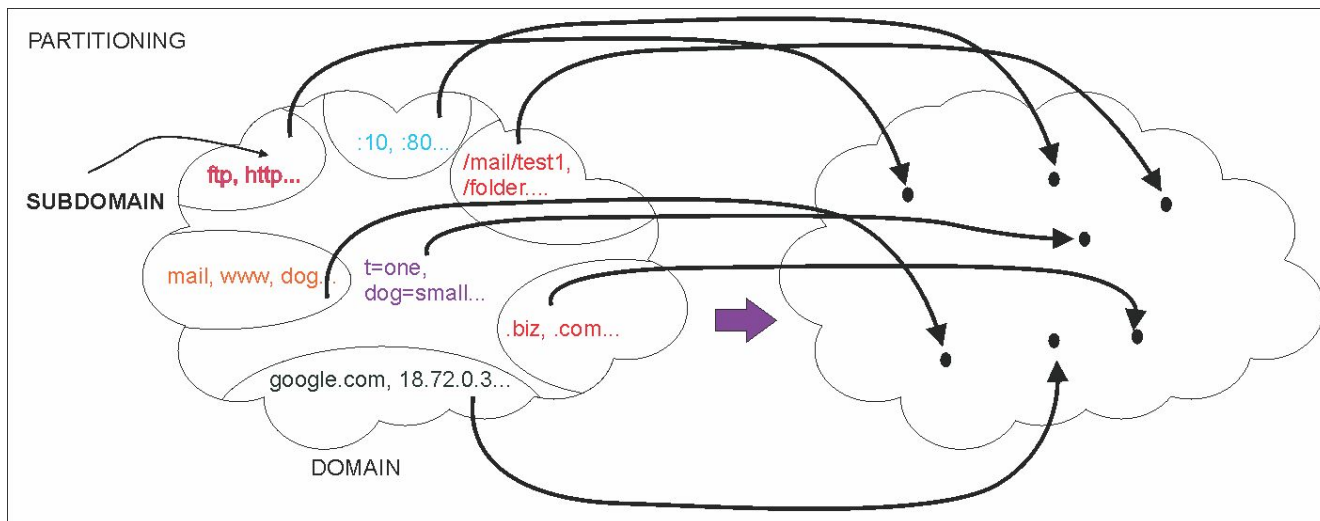 PARTITIONING
:10, :80...
/mail/test1,
/folder....
ftp, http...
SUBDOMAIN
mail, www, dog...
t=one,
dog=small...
.biz, .com...
google.com, 18.72.0.3...
DOMAIN